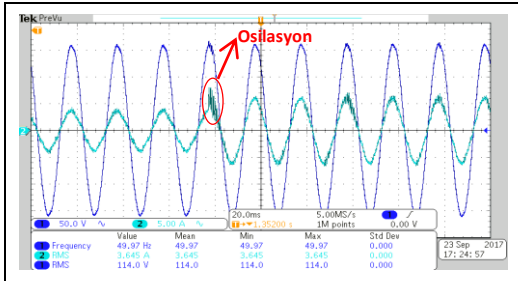 Tek PreVu
T
Osilasyon
2
1 50.0 V 2 5.00 A
20.0ms 5.00MS/s 1
1.35200 s 1M points 0.00 V
Value Mean Min Max Std Dev
1 Frequency 49.97 Hz 49.97 49.97 49.97 0.000
2 RMS 3.645 A 3.645 3.645 3.645 0.000
1 RMS 114.0 V 114.0 114.0 114.0 0.000
23 Sep 2017
17:24:57